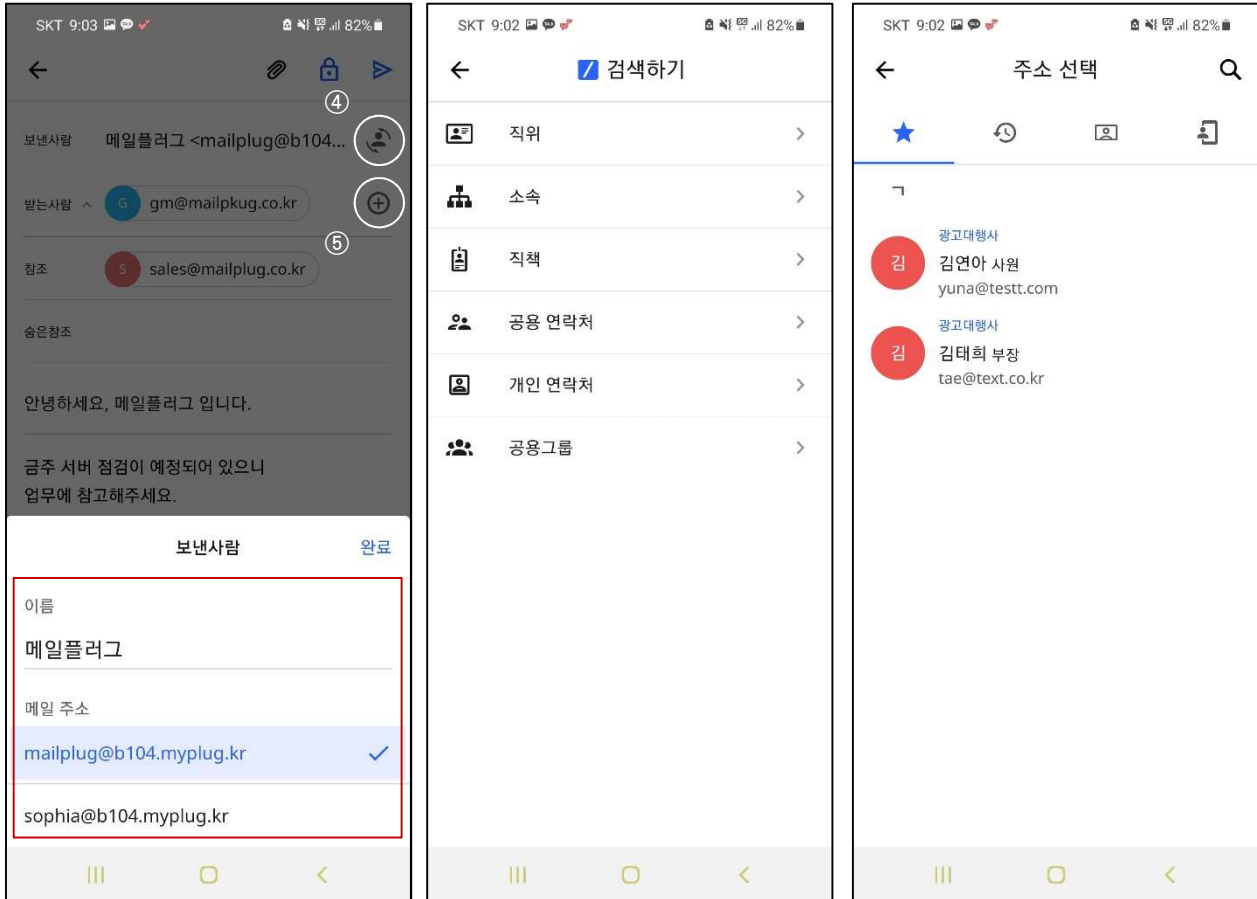 SKT 9:03 82%
④
보낸사람 메일플러그 <mailplug@b104...
받는사람 G gm@mailpkug.co.kr
⑤
참조 S sales@mailplug.co.kr
숨은참조
안녕하세요, 메일플러그 입니다.
금주 서버 점검이 예정되어 있으니
업무에 참고해주세요.
보낸사람 완료
이름
메일플러그
메일 주소
mailplug@b104.myplug.kr
sophia@b104.myplug.kr
SKT 9:02 82%
검색하기
직위
소속
직책
공용 연락처
개인 연락처
공용그룹
SKT 9:02 82%
주소 선택
ㄱ
광고대행사
김 김연아 사원
yuna@testt.com
광고대행사
김 김태희 부장
tae@text.co.kr